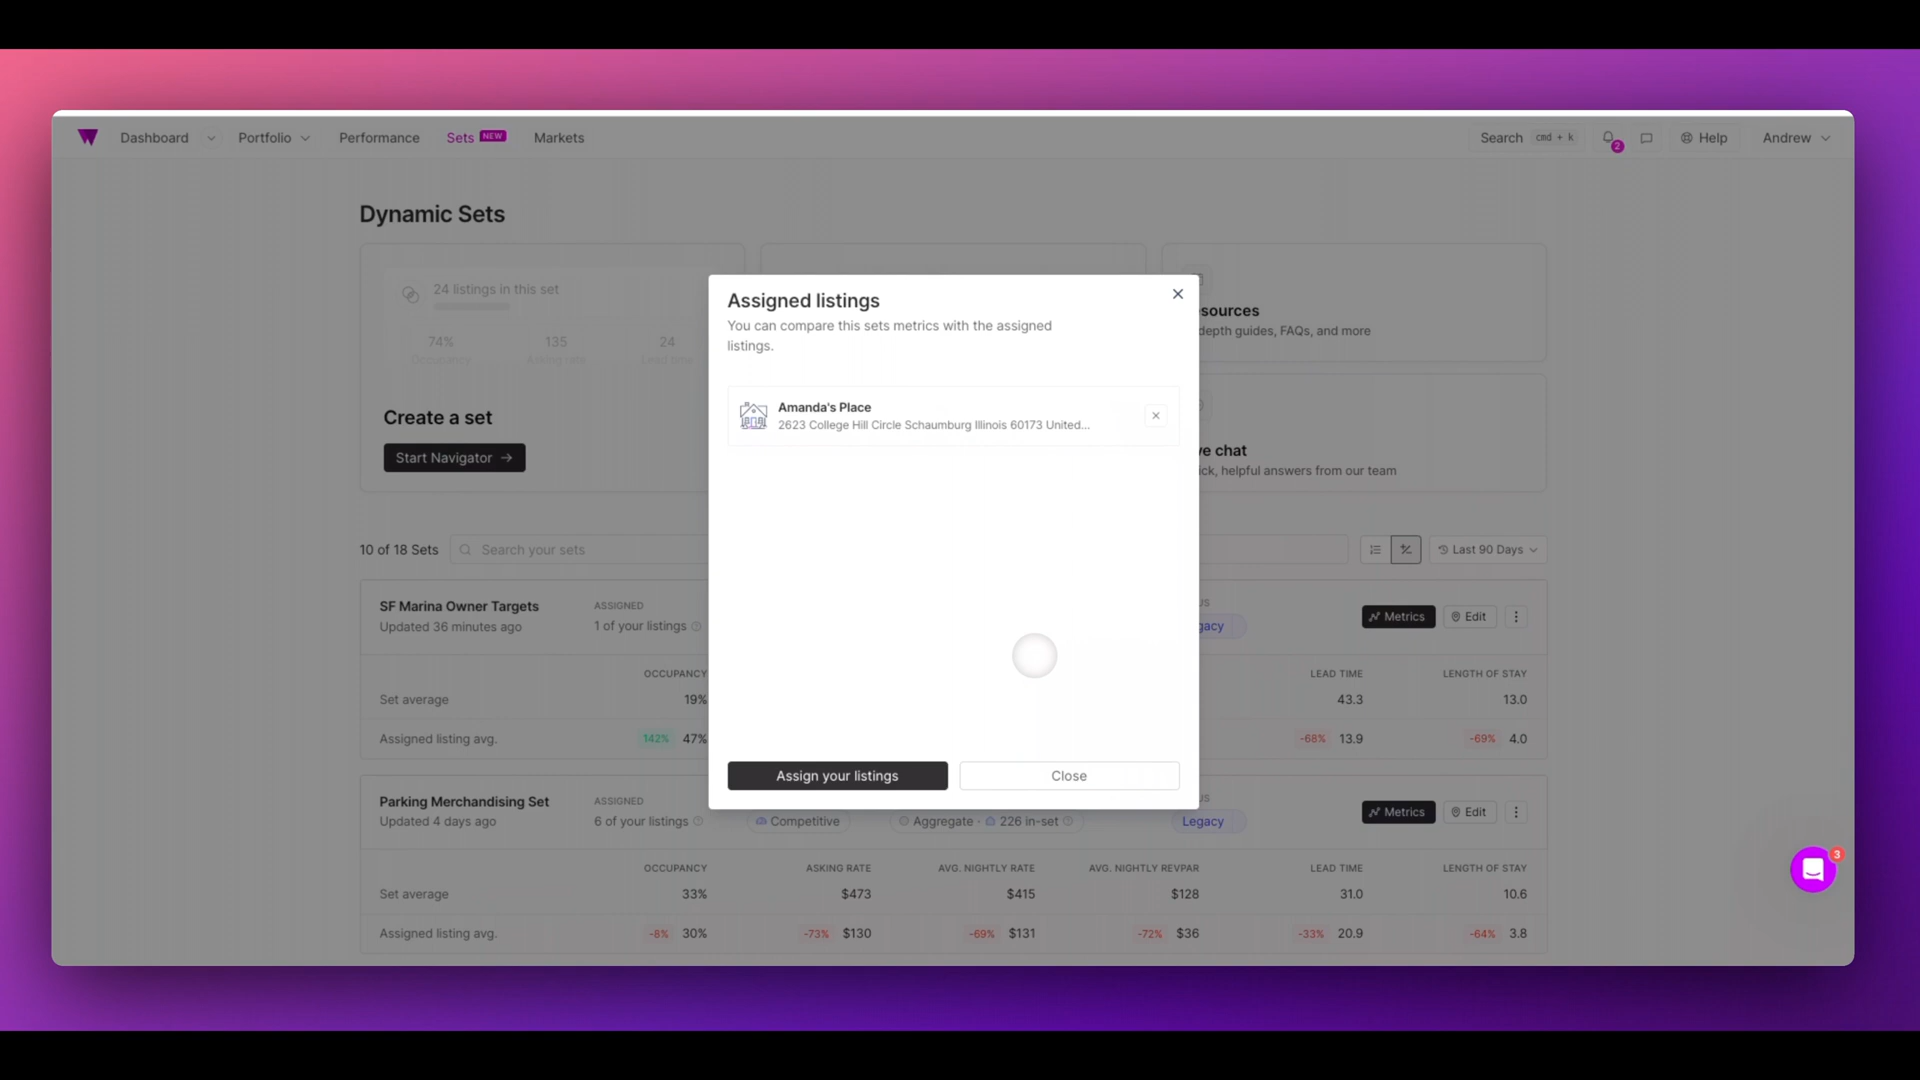 Dashboard Portfolio Performance Sets NEW Markets Search cmd + k 2 Help Andrew
Dynamic Sets
24 listings in this set
74% 135 24
Occupancy Asking rate Lead time
Create a set
Start Navigator →
sources
depth guides, FAQs, and more
ve chat
ick, helpful answers from our team
Assigned listings
You can compare this sets metrics with the assigned
listings.
Amanda's Place
2623 College Hill Circle Schaumburg Illinois 60173 United...
Assign your listings Close
10 of 18 Sets Search your sets Last 90 Days
SF Marina Owner Targets ASSIGNED US
Updated 36 minutes ago 1 of your listings gacy Metrics Edit
OCCUPANCY LEAD TIME LENGTH OF STAY
Set average 19% 43.3 13.0
Assigned listing avg. 142% 47% -68% 13.9 -69% 4.0
Parking Merchandising Set ASSIGNED US
Updated 4 days ago 6 of your listings Competitive Aggregate · 226 in-set Legacy Metrics Edit
OCCUPANCY ASKING RATE AVG. NIGHTLY RATE AVG. NIGHTLY REVPAR LEAD TIME LENGTH OF STAY
Set average 33% $473 $415 $128 31.0 10.6
Assigned listing avg. -8% 30% -73% $130 -69% $131 -72% $36 -33% 20.9 -64% 3.8
3